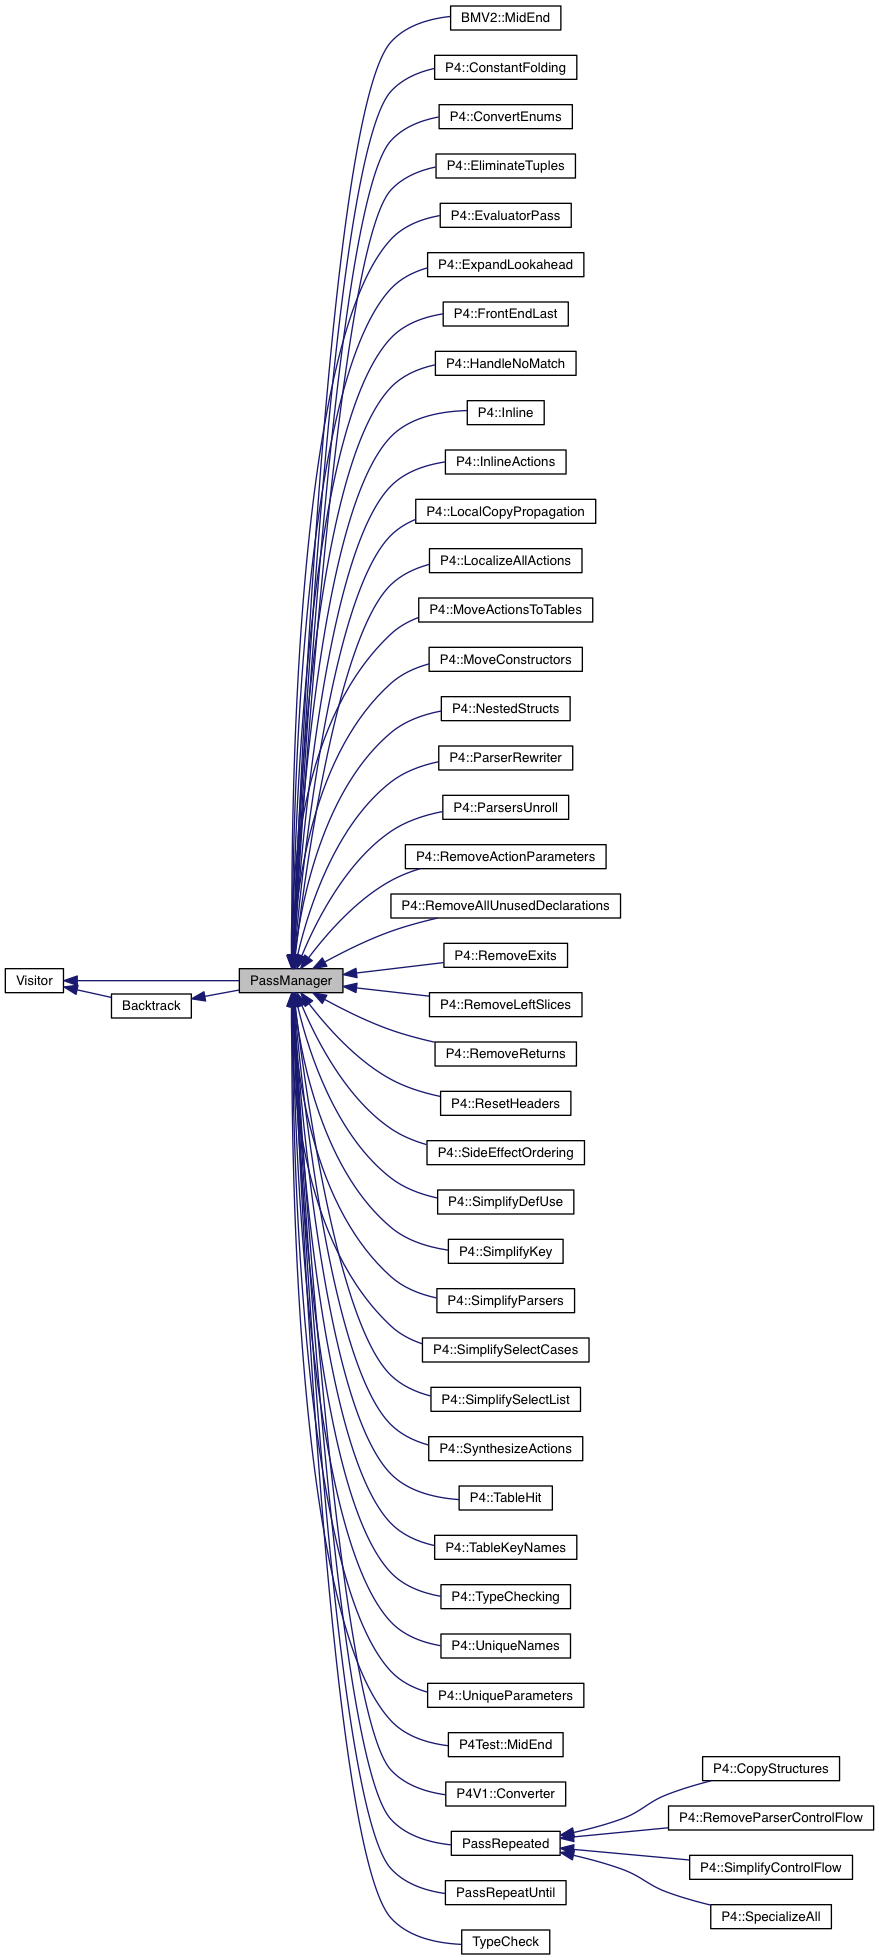 BMV2::MidEnd
P4::ConstantFolding
P4::ConvertEnums
P4::EliminateTuples
P4::EvaluatorPass
P4::ExpandLookahead
P4::FrontEndLast
P4::HandleNoMatch
P4::Inline
P4::InlineActions
P4::LocalCopyPropagation
P4::LocalizeAllActions
P4::MoveActionsToTables
P4::MoveConstructors
P4::NestedStructs
P4::ParserRewriter
P4::ParsersUnroll
P4::RemoveActionParameters
P4::RemoveAllUnusedDeclarations
P4::RemoveExits
Visitor
PassManager
Backtrack
P4::RemoveLeftSlices
P4::RemoveReturns
P4::ResetHeaders
P4::SideEffectOrdering
P4::SimplifyDefUse
P4::SimplifyKey
P4::SimplifyParsers
P4::SimplifySelectCases
P4::SimplifySelectList
P4::SynthesizeActions
P4::TableHit
P4::TableKeyNames
P4::TypeChecking
P4::UniqueNames
P4::UniqueParameters
P4Test::MidEnd
P4V1::Converter
PassRepeated
PassRepeatUntil
TypeCheck
P4::CopyStructures
P4::RemoveParserControlFlow
P4::SimplifyControlFlow
P4::SpecializeAll